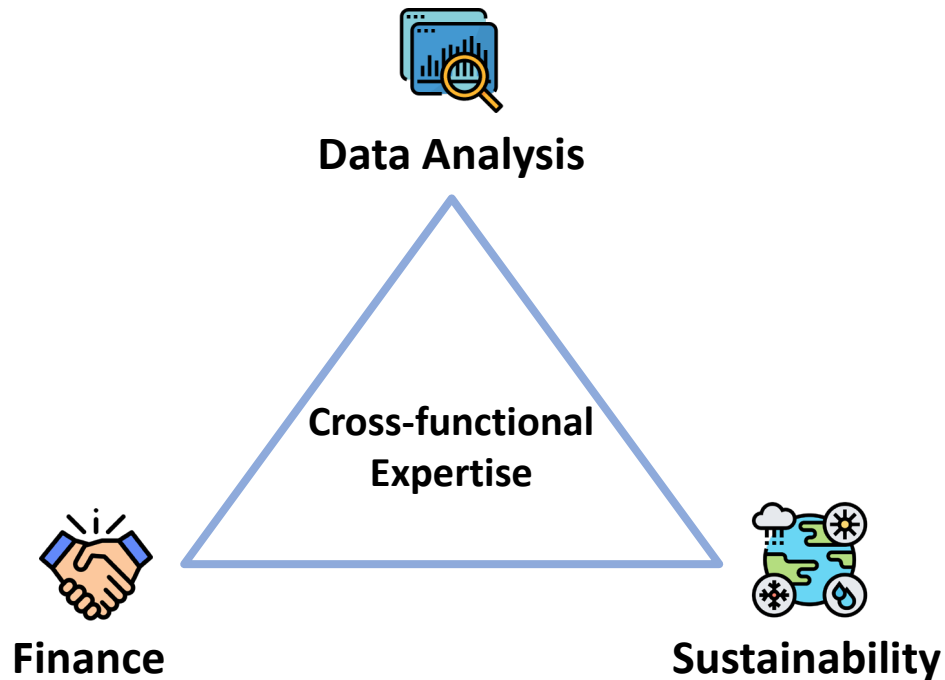 Data Analysis
Cross-functional
Expertise
Finance
Sustainability